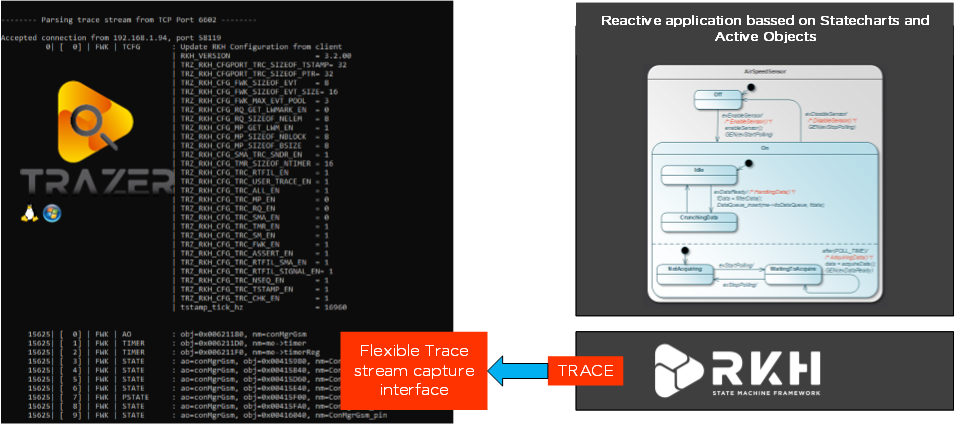 -------- Parsing trace stream from TCP Port 6602 --------
Accepted connection from 192.168.1.94, port 58119
0| [ 0] | FWK | TCFG : Update RKH Configuration from client
| RKH_VERSION = 3.2.00
| TRZ_RKH_CFGPORT_TRC_SIZEOF_TSTAMP= 32
| TRZ_RKH_CFGPORT_TRC_SIZEOF_PTR= 32
| TRZ_RKH_CFG_FWK_SIZEOF_EVT = 8
| TRZ_RKH_CFG_FWK_SIZEOF_EVT_SIZE= 16
| TRZ_RKH_CFG_FWK_MAX_EVT_POOL = 3
| TRZ_RKH_CFG_RQ_GET_LWMARK_EN = 0
| TRZ_RKH_CFG_RQ_SIZEOF_NELEM = 8
| TRZ_RKH_CFG_MP_GET_LWM_EN = 1
| TRZ_RKH_CFG_MP_SIZEOF_NBLOCK = 8
| TRZ_RKH_CFG_MP_SIZEOF_BSIZE = 8
| TRZ_RKH_CFG_SMA_TRC_SNDR_EN = 1
| TRZ_RKH_CFG_TMR_SIZEOF_NTIMER = 16
| TRZ_RKH_CFG_TRC_RTFIL_EN = 1
| TRZ_RKH_CFG_TRC_USER_TRACE_EN = 1
| TRZ_RKH_CFG_TRC_ALL_EN = 1
| TRZ_RKH_CFG_TRC_MP_EN = 0
| TRZ_RKH_CFG_TRC_RQ_EN = 0
| TRZ_RKH_CFG_TRC_SMA_EN = 0
| TRZ_RKH_CFG_TRC_TMR_EN = 1
| TRZ_RKH_CFG_TRC_SM_EN = 1
| TRZ_RKH_CFG_TRC_FWK_EN = 1
| TRZ_RKH_CFG_TRC_ASSERT_EN = 1
| TRZ_RKH_CFG_TRC_RTFIL_SMA_EN = 1
| TRZ_RKH_CFG_TRC_RTFIL_SIGNAL_EN= 1
| TRZ_RKH_CFG_TRC_NSEQ_EN = 1
| TRZ_RKH_CFG_TRC_TSTAMP_EN = 1
| TRZ_RKH_CFG_TRC_CHK_EN = 1
| tstamp_tick_hz = 16960
TRAZER
15625| [ 0] | FWK | AO : obj=0x00621180, nm=conMgrGsm
15625| [ 1] | FWK | TIMER : obj=0x006211D0, nm=mo->timer
15625| [ 2] | FWK | TIMER : obj=0x006211F0, nm=mo->timerReg
15625| [ 3] | FWK | STATE : ao=conMgrGsm, obj=0x00415980, nm=Con
15625| [ 4] | FWK | STATE : ao=conMgrGsm, obj=0x00415B40, nm=Con
15625| [ 5] | FWK | STATE : ao=conMgrGsm, obj=0x00415D60, nm=Con
15625| [ 6] | FWK | STATE : ao=conMgrGsm, obj=0x00415E40, nm=Con
15625| [ 7] | FWK | PSTATE : ao=conMgrGsm, obj=0x00415F00, nm=Con
15625| [ 8] | FWK | STATE : ao=conMgrGsm, obj=0x00415FA0, nm=Con
15625| [ 9] | FWK | STATE : ao=conMgrGsm, obj=0x00416040, nm=ConMgrGsm_pin
Flexible Trace
stream capture
interface
TRACE
Reactive application bassed on Statecharts and
Active Objects
AirSpeedSensor
Off
evEnableSensor/
/* EnableSensor() */{
enableSensor();
GEN(evStartPolling)
evDisableSensor/
/* DisableSensor() */{
GEN(evStopPolling)
On
Idle
evDataReady/ /* HandlingData() */{
fData = filterData();
DataQueue_insert(me->itsDataQueue, fdata)
CrunchingData
NotAcquiring
evStartPolling/
evStopPolling/
WaitingToAcquire
after(POLL_TIME)/
/* AcquiringData() */{
data = acquireData();
GEN(evDataReady)
RKH
STATE MACHINE FRAMEWORK